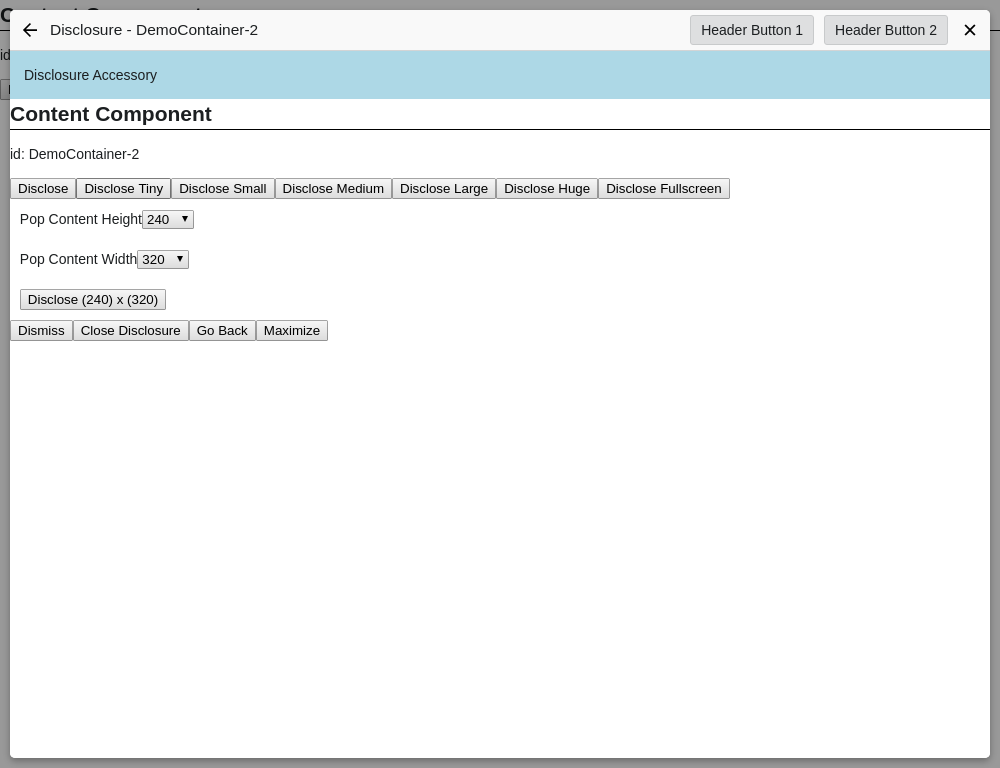 Disclosure - DemoContainer-2 Header Button 1 Header Button 2
Disclosure Accessory
Content Component
id: DemoContainer-2
Disclose Disclose Tiny Disclose Small Disclose Medium Disclose Large Disclose Huge Disclose Fullscreen
Pop Content Height 240
Pop Content Width 320
Disclose (240) x (320)
Dismiss Close Disclosure Go Back Maximize